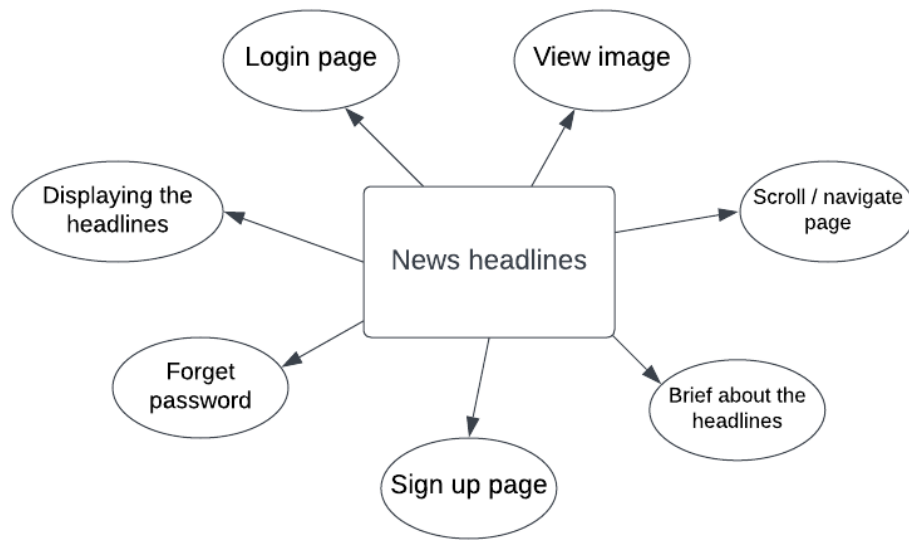 Login page
View image
Displaying the
headlines
Scroll / navigate
page
News headlines
Forget
password
Brief about the
headlines
Sign up page